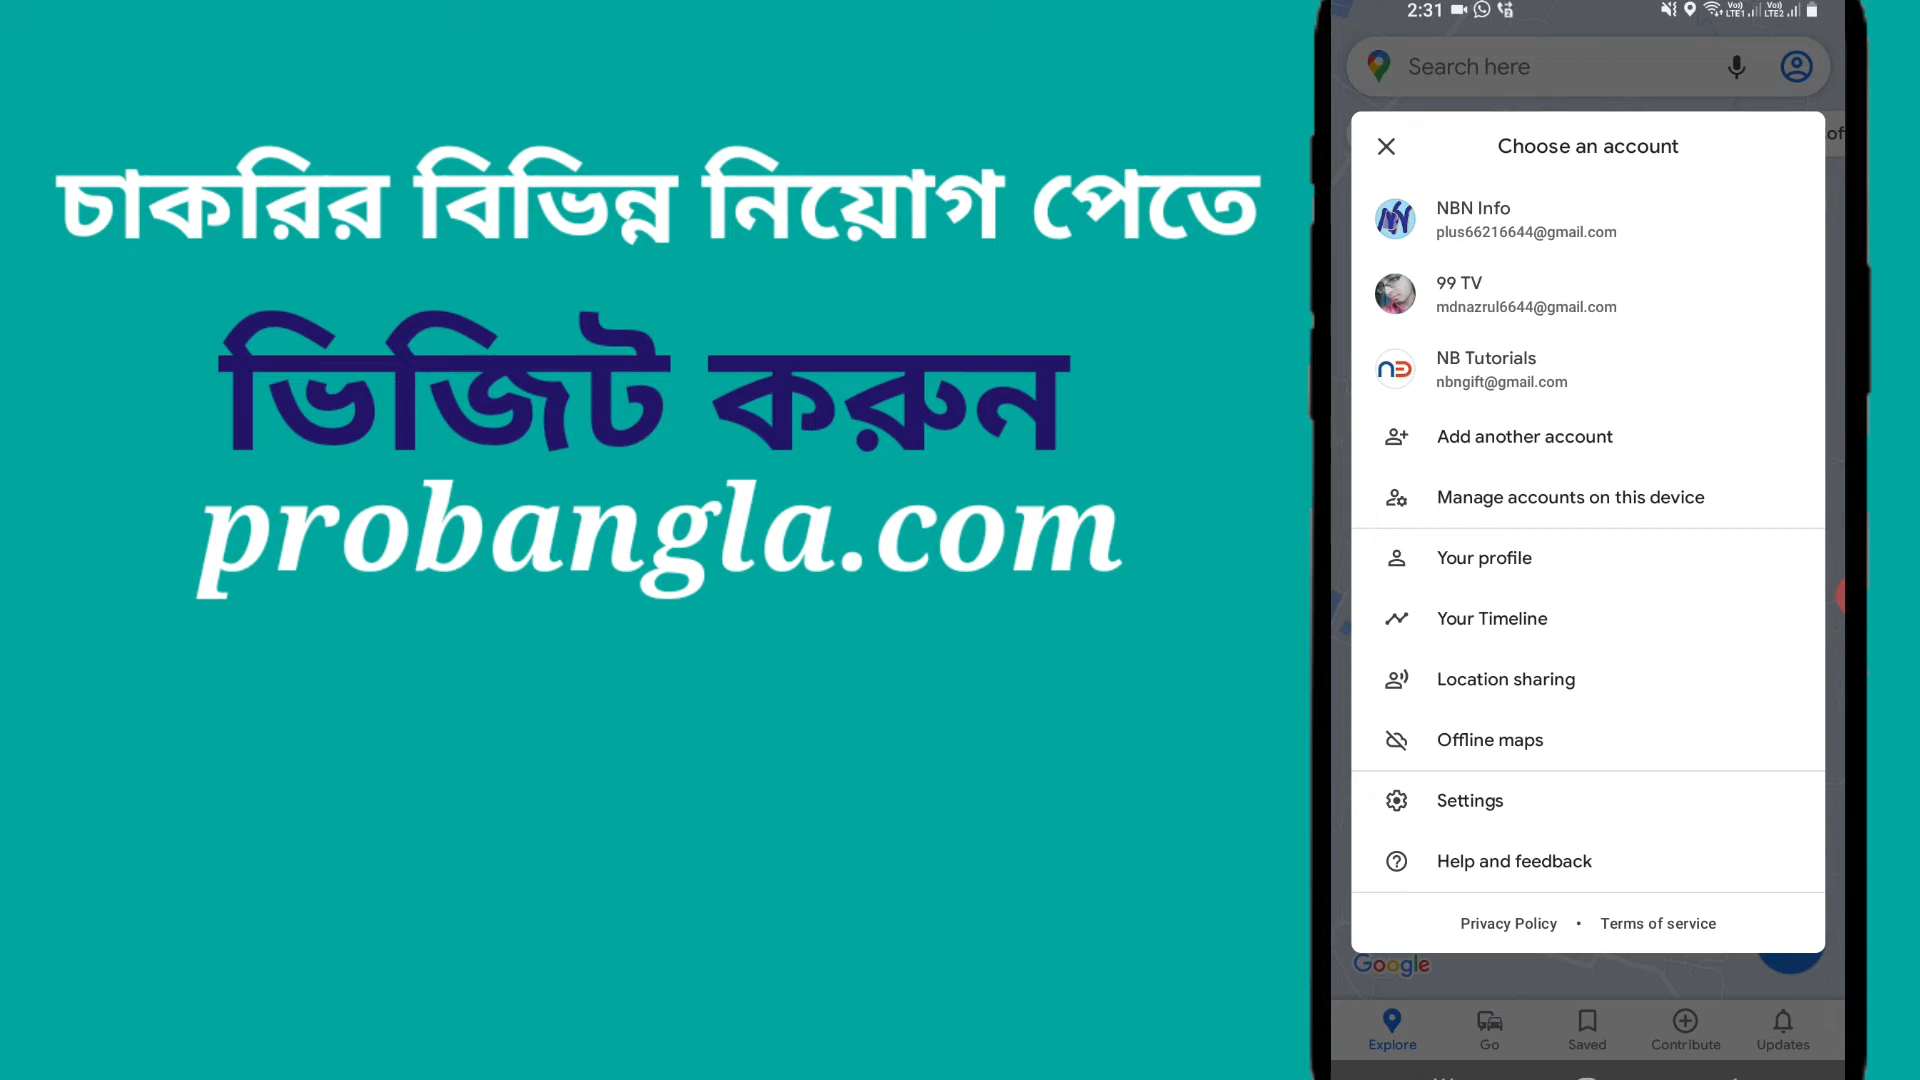 চাকরির বিভিন্ন নিয়োগ পেতে
ভিজিট করুন
probangla.com
2:31
Search here
Choose an account
NBN Info
plus66216644@gmail.com
99 TV
mdnazrul6644@gmail.com
NB Tutorials
nbngift@gmail.com
Add another account
Manage accounts on this device
Your profile
Your Timeline
Location sharing
Offline maps
Settings
Help and feedback
Privacy Policy • Terms of service
Google
Explore Go Saved Contribute Updates